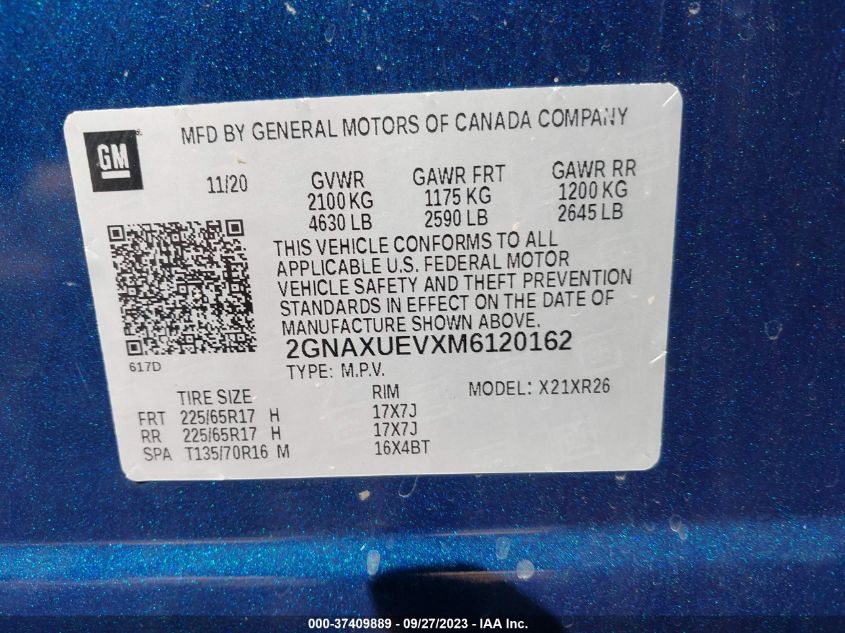 GM
MFD BY GENERAL MOTORS OF CANADA COMPANY
11/20
GVWR GAWR FRT GAWR RR
2100 KG 1175 KG 1200 KG
4630 LB 2590 LB 2645 LB
THIS VEHICLE CONFORMS TO ALL
APPLICABLE U.S. FEDERAL MOTOR
VEHICLE SAFETY AND THEFT PREVENTION
STANDARDS IN EFFECT ON THE DATE OF
MANUFACTURE SHOWN ABOVE.
617D
2GNAXUEVXM6120162
TYPE: M.P.V.
MODEL: X21XR26
TIRE SIZE RIM
FRT 225/65R17 H 17X7J
RR 225/65R17 H 17X7J
SPA T135/70R16 M 16X4BT
000-37409889 - 09/27/2023 - IAA Inc.